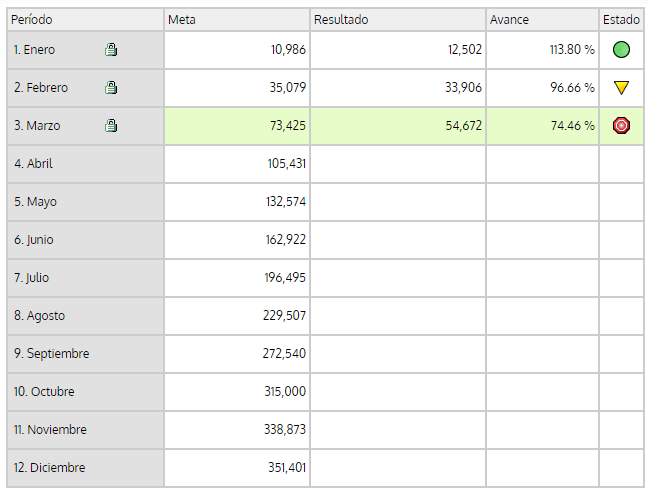 Período Meta Resultado Avance Estado
1. Enero 10,986 12,502 113.80 %
2. Febrero 35,079 33,906 96.66 %
3. Marzo 73,425 54,672 74.46 %
4. Abril 105,431
5. Mayo 132,574
6. Junio 162,922
7. Julio 196,495
8. Agosto 229,507
9. Septiembre 272,540
10. Octubre 315,000
11. Noviembre 338,873
12. Diciembre 351,401